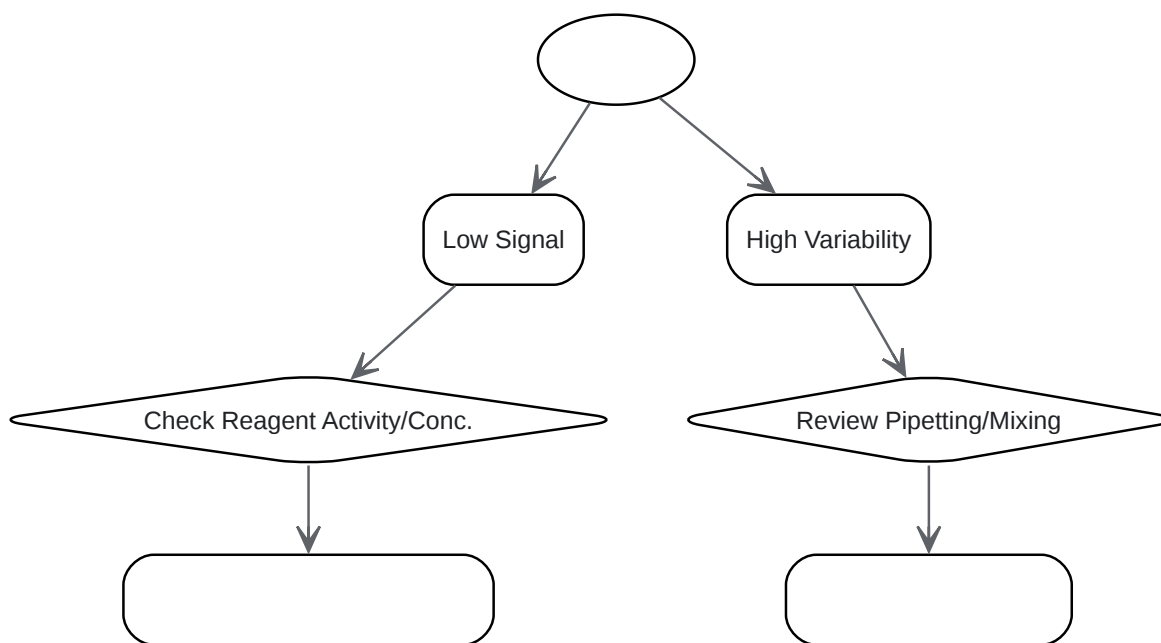 Low Signal
High Variability
Check Reagent Activity/Conc.
Review Pipetting/Mixing